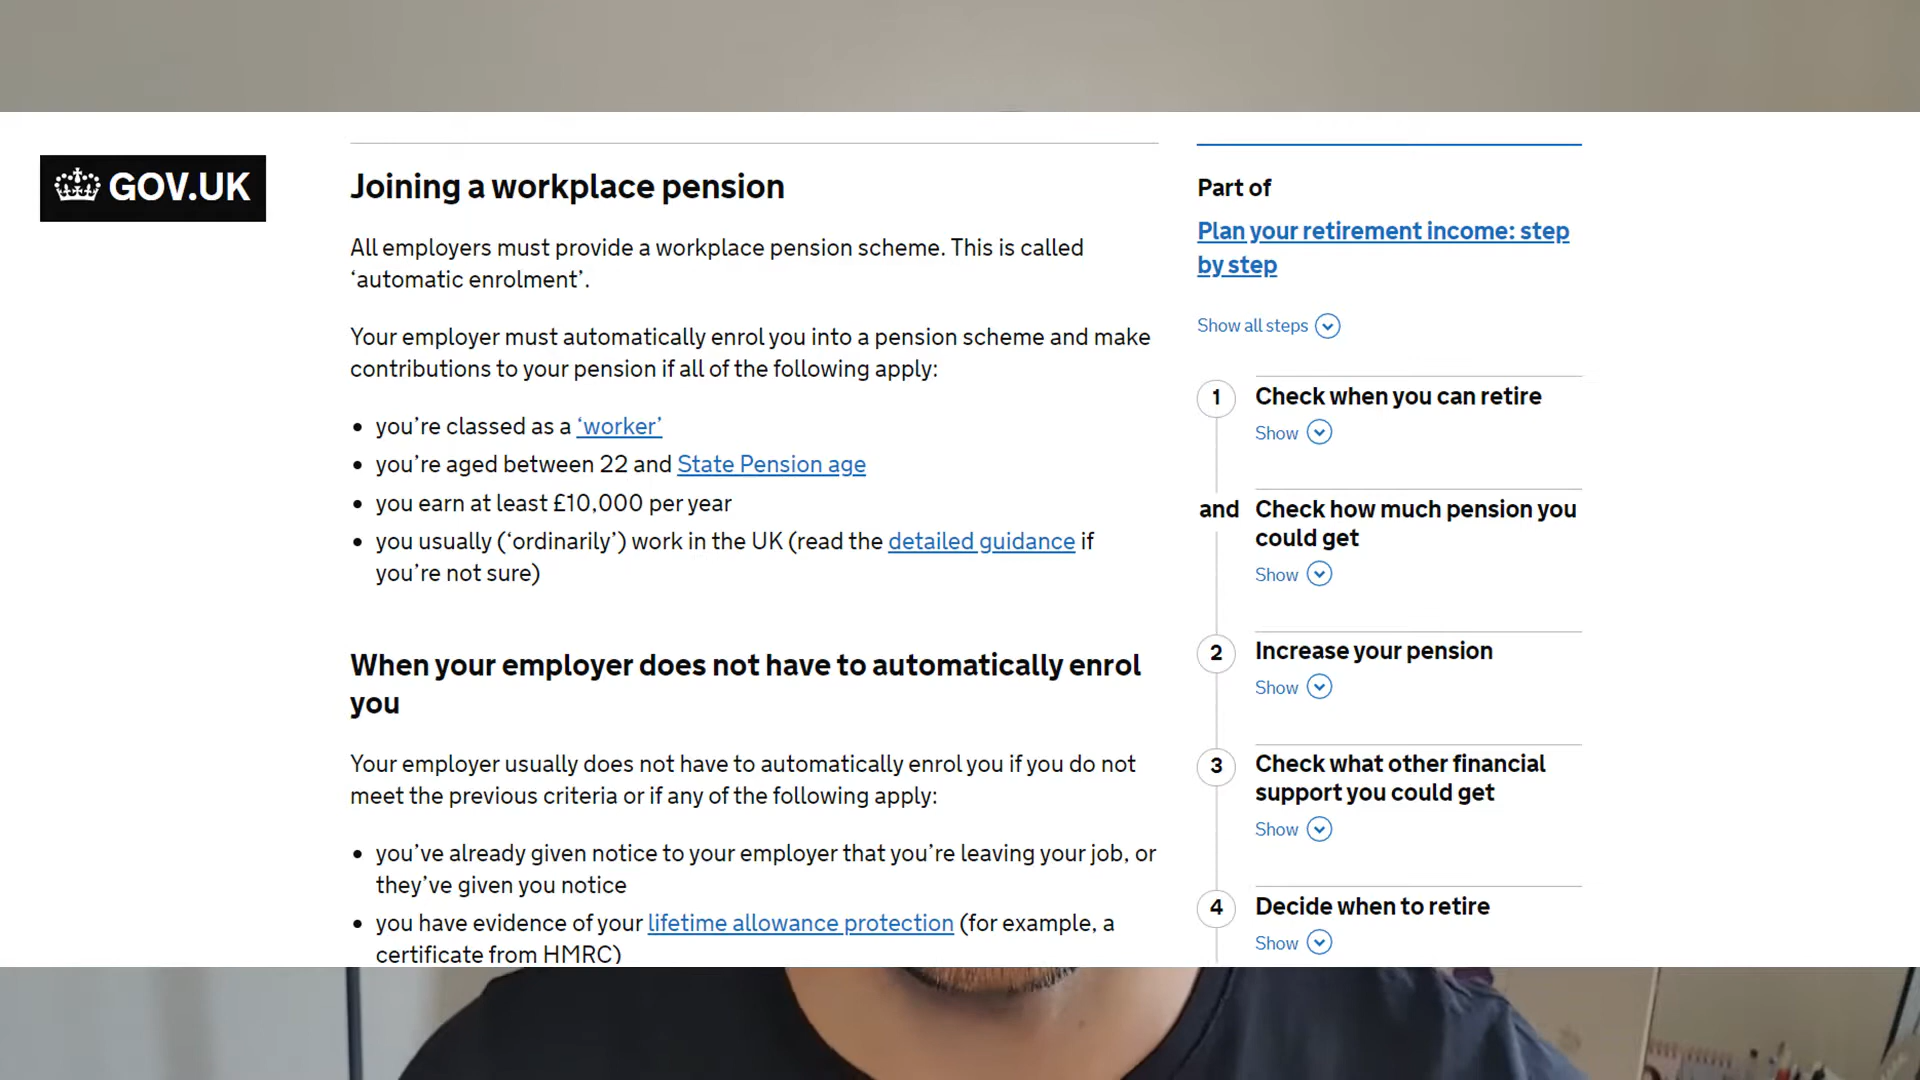 GOV.UK
Joining a workplace pension
All employers must provide a workplace pension scheme. This is called
‘automatic enrolment’.
Your employer must automatically enrol you into a pension scheme and make
contributions to your pension if all of the following apply:
• you’re classed as a ‘worker’
• you’re aged between 22 and State Pension age
• you earn at least £10,000 per year
• you usually (‘ordinarily’) work in the UK (read the detailed guidance if
you’re not sure)
When your employer does not have to automatically enrol
you
Your employer usually does not have to automatically enrol you if you do not
meet the previous criteria or if any of the following apply:
• you’ve already given notice to your employer that you’re leaving your job, or
they’ve given you notice
• you have evidence of your lifetime allowance protection (for example, a
certificate from HMRC)
Part of
Plan your retirement income: step
by step
Show all steps
1 Check when you can retire
Show
and Check how much pension you
could get
Show
2 Increase your pension
Show
3 Check what other financial
support you could get
Show
4 Decide when to retire
Show